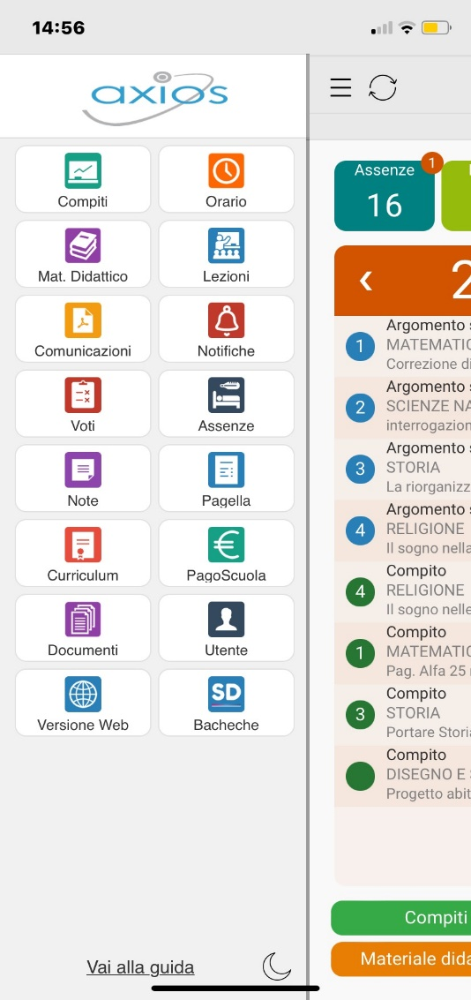 14:56
axios
Compiti
Orario
Mat. Didattico
Lezioni
Comunicazioni
Notifiche
Voti
Assenze
Note
Pagella
Curriculum
PagoScuola
Documenti
Utente
Versione Web
SD
Bacheche
Vai alla guida
Assenze
1
16
2
Argomento s
1
MATEMATIC
Correzione di
Argomento s
2
SCIENZE NA
interrogazion
Argomento s
3
STORIA
La riorganizz
Argomento s
4
RELIGIONE
Il sogno nella
Compito
4
RELIGIONE
Il sogno nelle
Compito
1
MATEMATIC
Pag. Alfa 25
Compito
3
STORIA
Portare Storia
Compito
DISEGNO E
Progetto abit
Compiti
Materiale dida